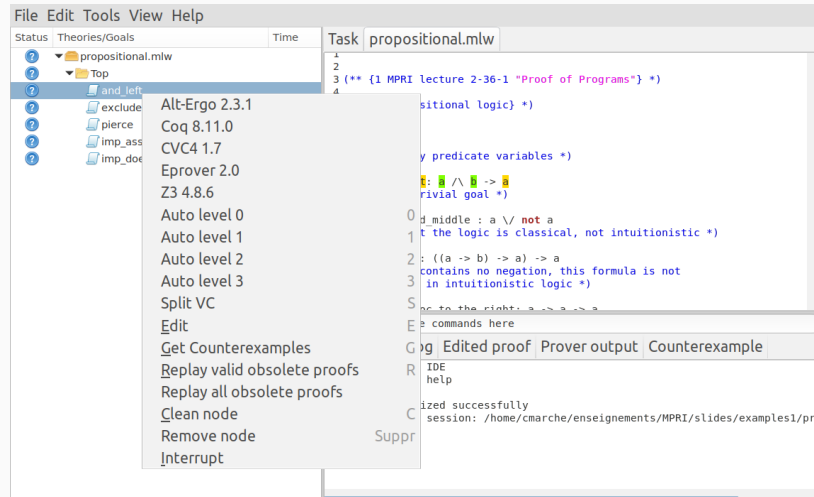 File Edit Tools View Help
Status Theories/Goals Time
propositional.mlw
Top
and_left
exclude
pierce
imp_ass
imp_doe
Alt-Ergo 2.3.1
Coq 8.11.0
CVC4 1.7
Eprover 2.0
Z3 4.8.6
Auto level 0 0
Auto level 1 1
Auto level 2 2
Auto level 3 3
Split VC S
Edit E
Get Counterexamples G
Replay valid obsolete proofs R
Replay all obsolete proofs
Clean node C
Remove node Suppr
Interrupt
Task propositional.mlw
1
2
3 (** {1 MPRI lecture 2-36-1 "Proof of Programs"} *)
4
sitional logic} *)
y predicate variables *)
t: a /\ b -> a
rivial goal *)
d_middle : a \/ not a
t the logic is classical, not intuitionistic *)
: ((a -> b) -> a) -> a
contains no negation, this formula is not
in intuitionistic logic *)
oc to the right: a -> a -> a
e commands here
og Edited proof Prover output Counterexample
IDE
help
ized successfully
session: /home/cmarche/enseignements/MPRI/slides/examples1/pr